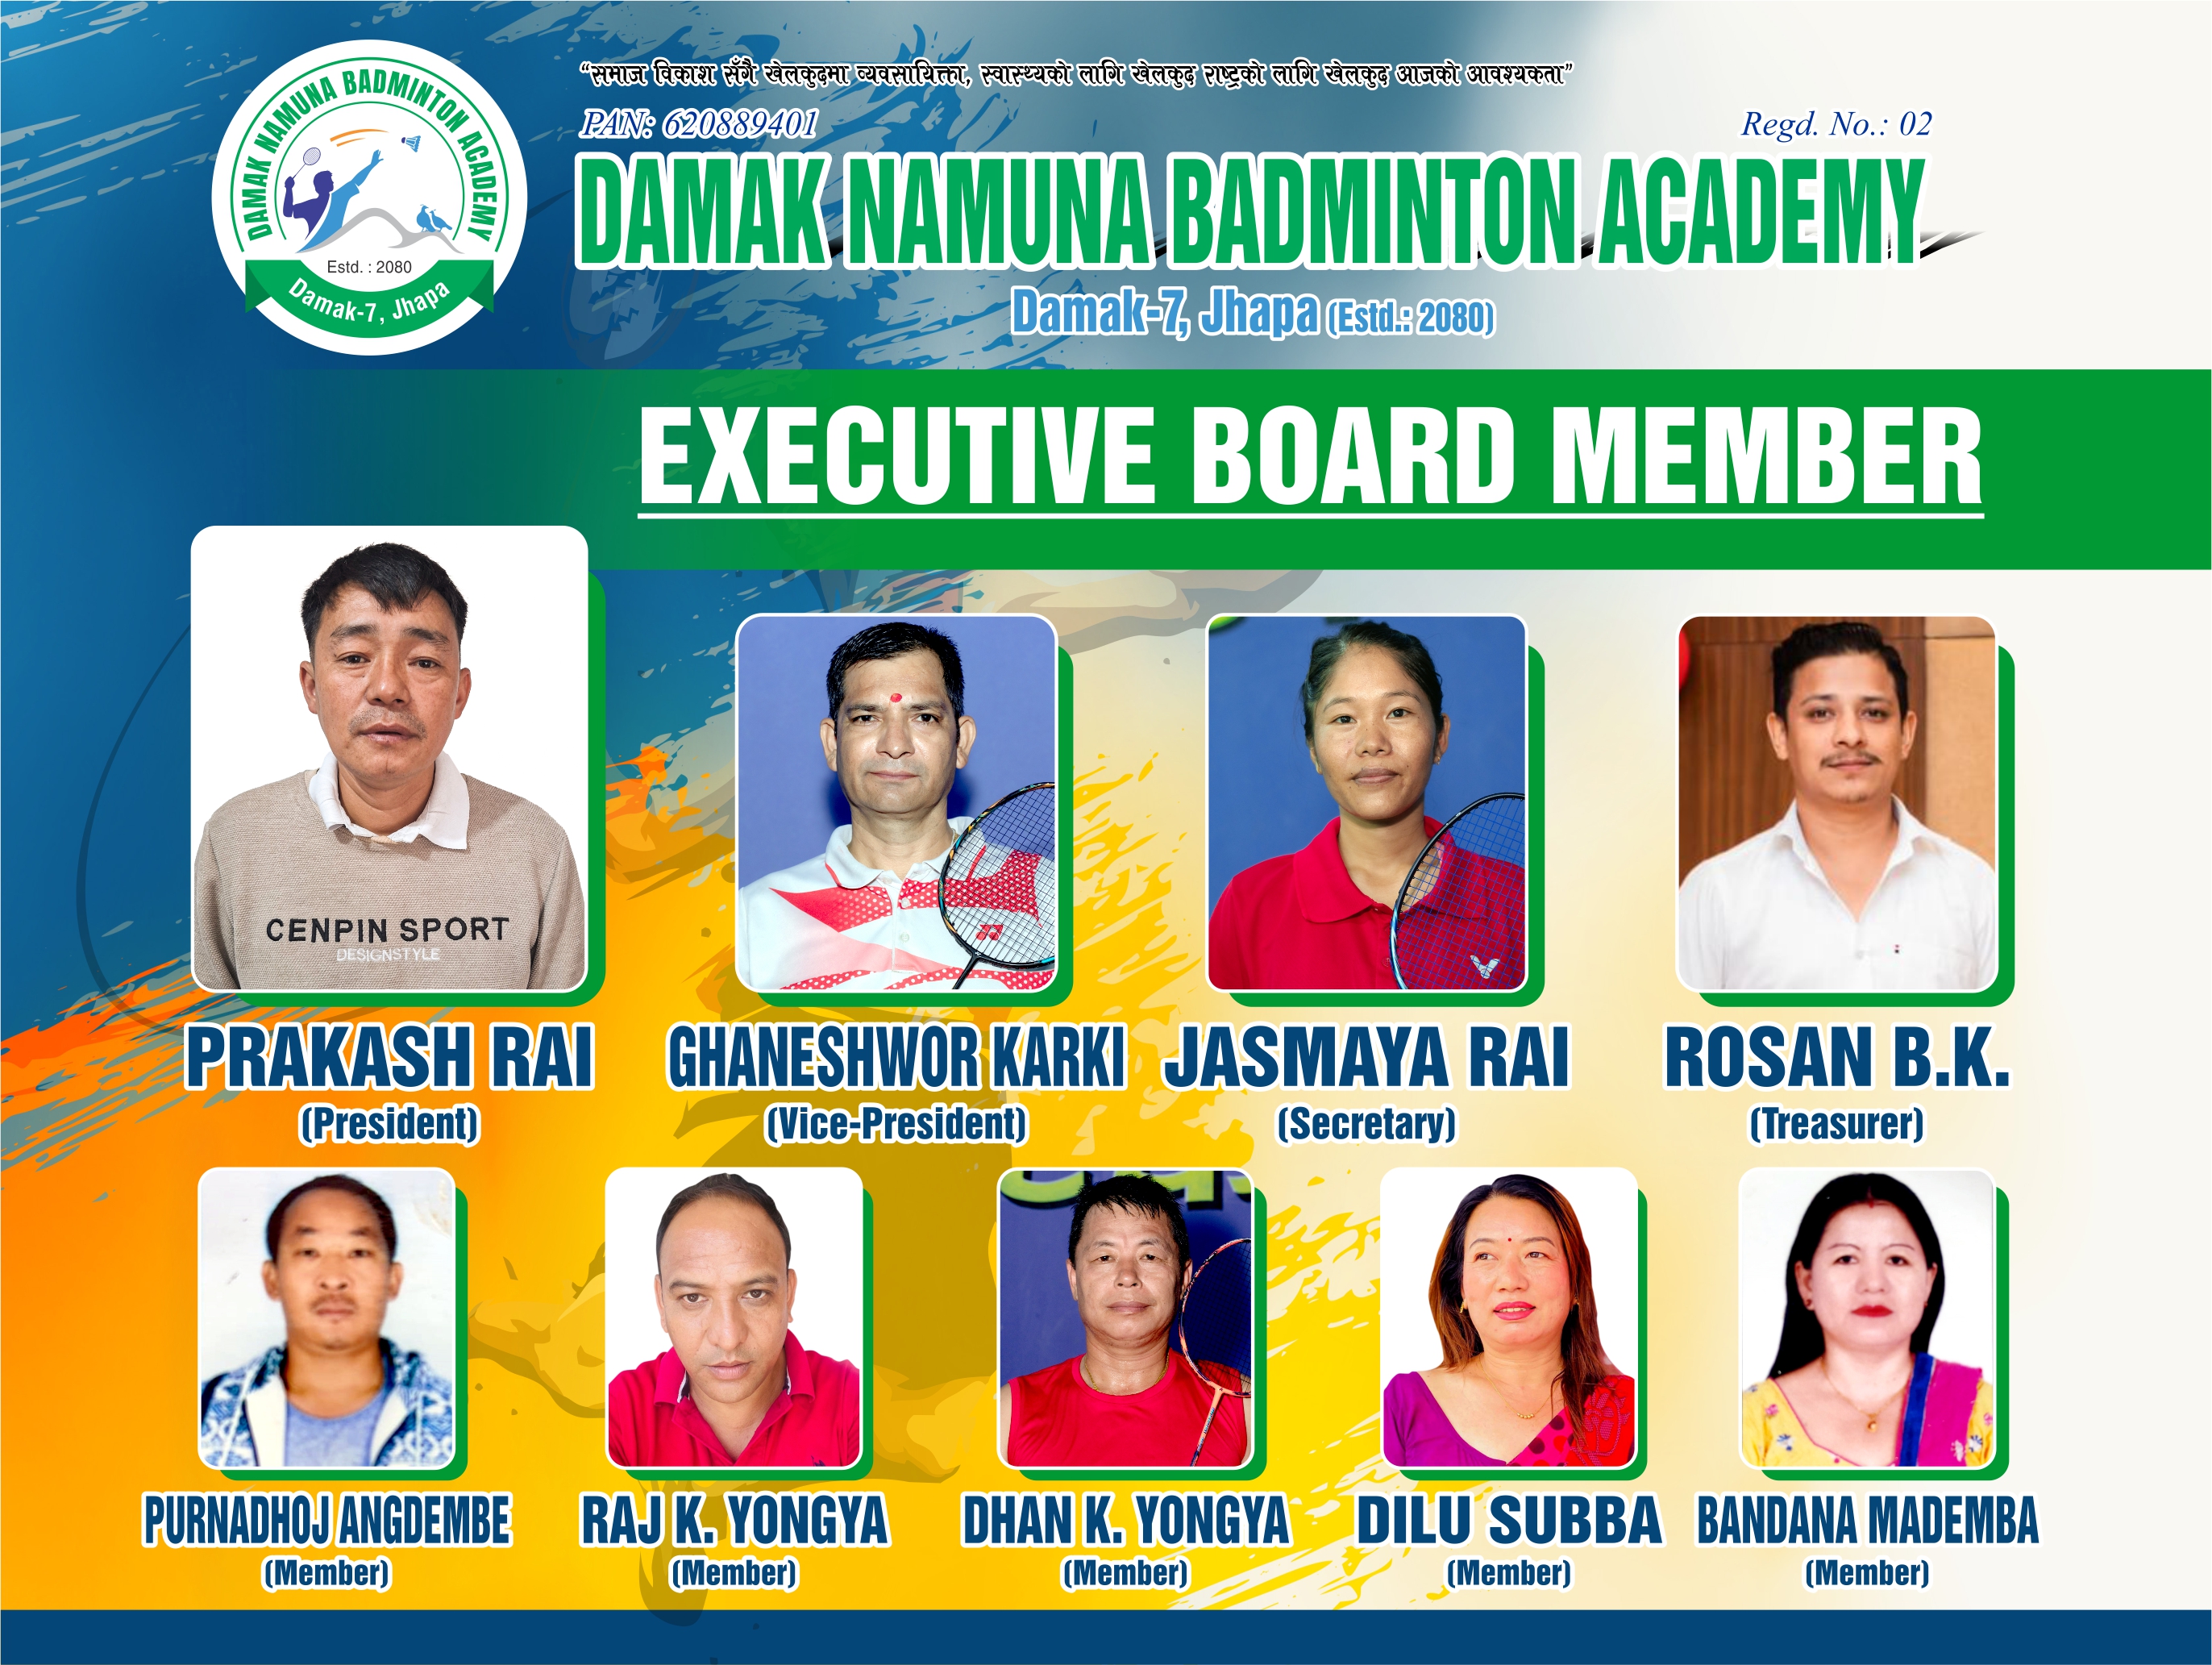 “समाज विकाश सँगै खेलकुदमा व्यवसायिक्ता, स्वास्थ्यको लागि खेलकुद राष्ट्रको लागि खेलकुद आजको आवश्यकता”
PAN: 620889401
Regd. No.: 02
DAMAK NAMUNA BADMINTON ACADEMY
Estd. : 2080
Damak-7, Jhapa
DAMAK NAMUNA BADMINTON ACADEMY
Damak-7, Jhapa (Estd.: 2080)
EXECUTIVE BOARD MEMBER
CENPIN SPORT
DESIGNSTYLE
PRAKASH RAI
(President)
GHANESHWOR KARKI
(Vice-President)
JASMAYA RAI
(Secretary)
ROSAN B.K.
(Treasurer)
PURNADHOJ ANGDEMBE
(Member)
RAJ K. YONGYA
(Member)
DHAN K. YONGYA
(Member)
DILU SUBBA
(Member)
BANDANA MADEMBA
(Member)